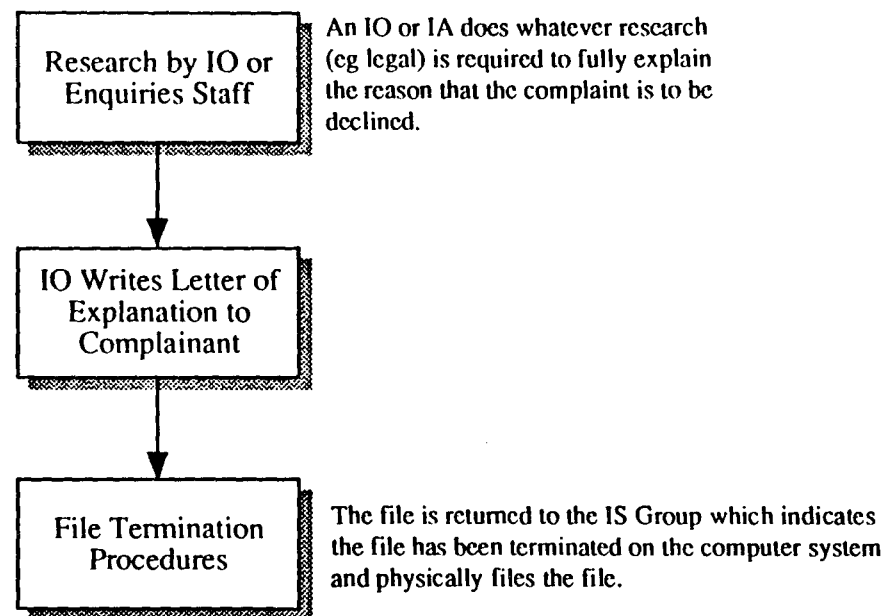 Research by IO or
Enquiries Staff
An IO or IA does whatever research
(eg legal) is required to fully explain
the reason that the complaint is to be
declined.
IO Writes Letter of
Explanation to
Complainant
File Termination
Procedures
The file is returned to the IS Group which indicates
the file has been terminated on the computer system
and physically files the file.